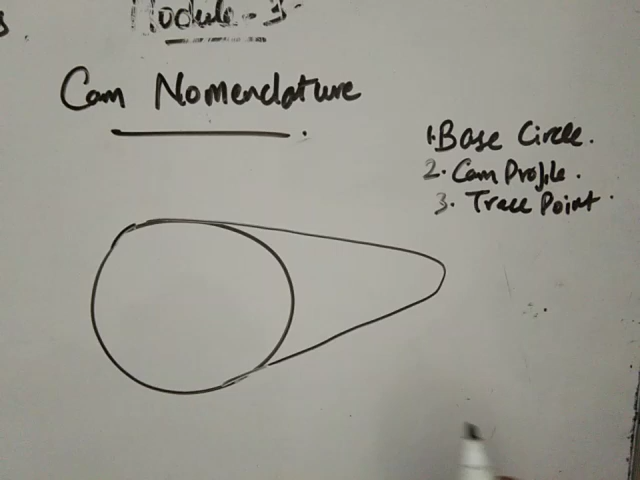 Module-3-
Cam Nomenclature
1.Base Circle.
2. Cam Profile.
3. Trace Point.